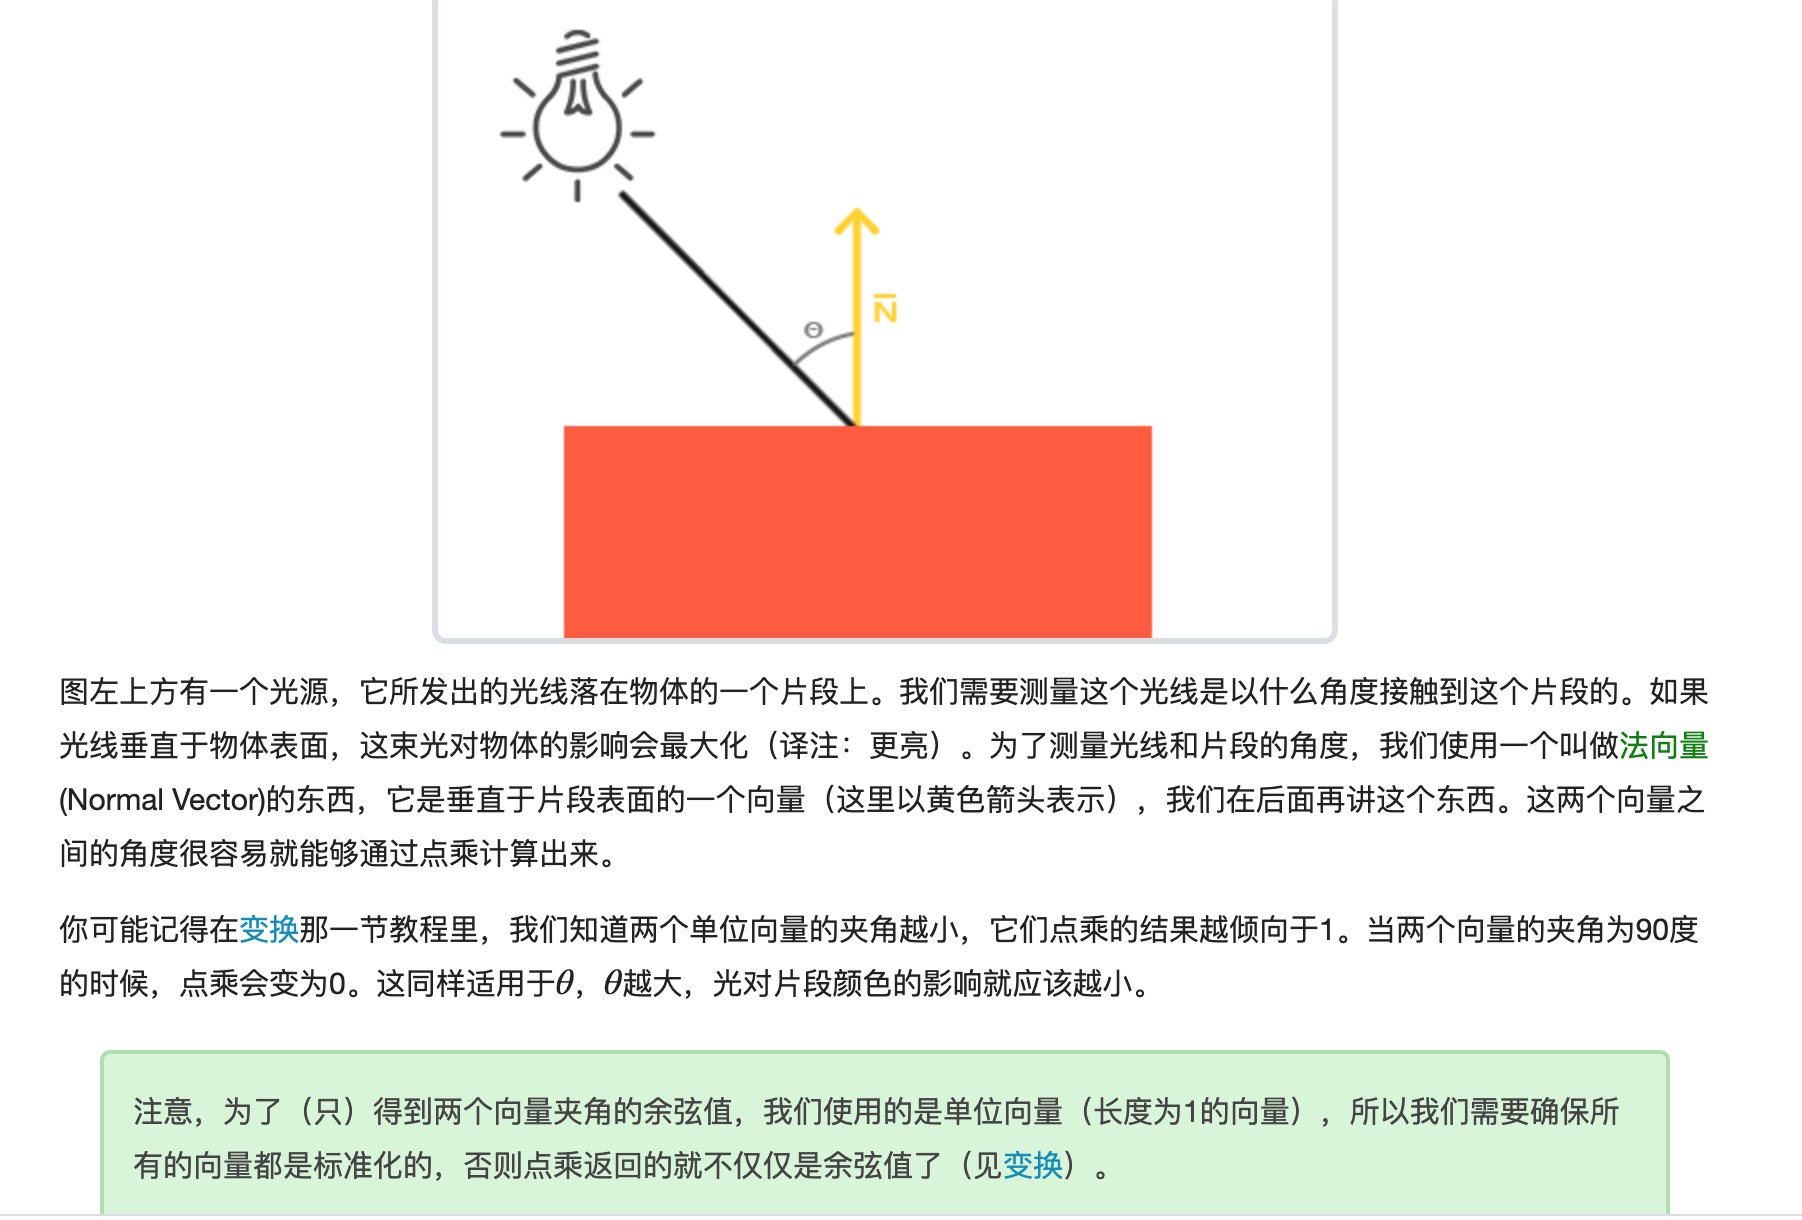 Θ
N̅
图左上方有一个光源，它所发出的光线落在物体的一个片段上。我们需要测量这个光线是以什么角度接触到这个片段的。如果
光线垂直于物体表面，这束光对物体的影响会最大化（译注：更亮）。为了测量光线和片段的角度，我们使用一个叫做法向量
(Normal Vector)的东西，它是垂直于片段表面的一个向量（这里以黄色箭头表示），我们在后面再讲这个东西。这两个向量之
间的角度很容易就能够通过点乘计算出来。
你可能记得在变换那一节教程里，我们知道两个单位向量的夹角越小，它们点乘的结果越倾向于1。当两个向量的夹角为90度
的时候，点乘会变为0。这同样适用于θ，θ越大，光对片段颜色的影响就应该越小。
注意，为了（只）得到两个向量夹角的余弦值，我们使用的是单位向量（长度为1的向量），所以我们需要确保所
有的向量都是标准化的，否则点乘返回的就不仅仅是余弦值了（见变换）。